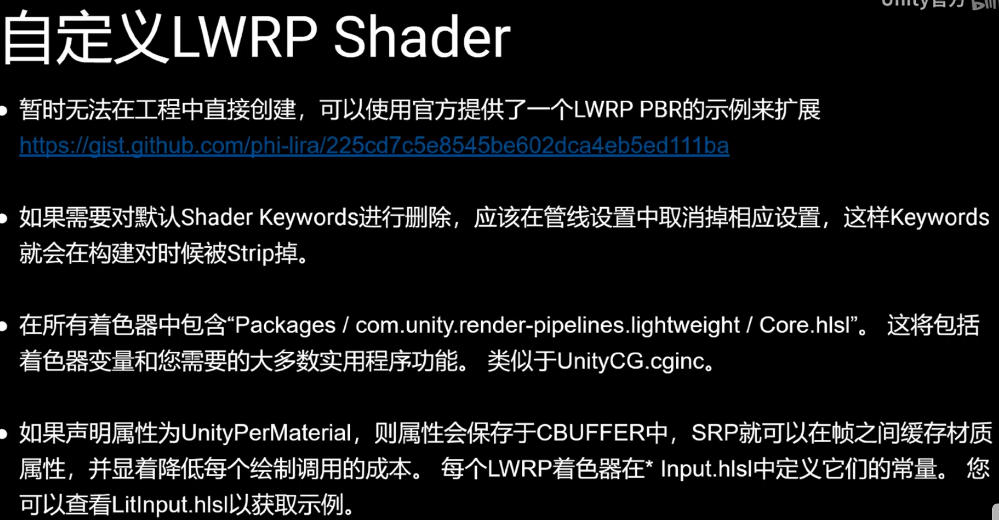 Unity官方
自定义LWRP Shader
暂时无法在工程中直接创建，可以使用官方提供了一个LWRP PBR的示例来扩展
https://gist.github.com/phi-lira/225cd7c5e8545be602dca4eb5ed111ba
如果需要对默认Shader Keywords进行删除，应该在管线设置中取消掉相应设置，这样Keywords
就会在构建对时候被Strip掉。
在所有着色器中包含“Packages / com.unity.render-pipelines.lightweight / Core.hlsl”。 这将包括
着色器变量和您需要的大多数实用程序功能。 类似于UnityCG.cginc。
如果声明属性为UnityPerMaterial，则属性会保存于CBUFFER中，SRP就可以在帧之间缓存材质
属性，并显着降低每个绘制调用的成本。 每个LWRP着色器在* Input.hlsl中定义它们的常量。 您
可以查看LitInput.hlsl以获取示例。